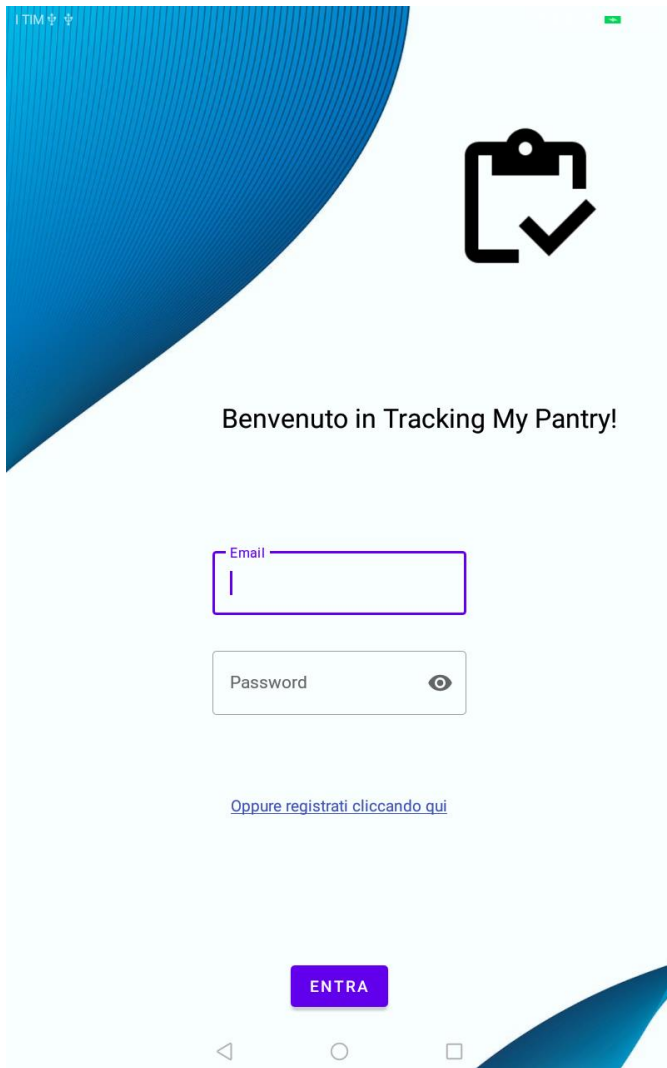 I TIM
Benvenuto in Tracking My Pantry!
Email
Password
Oppure registrati cliccando qui
ENTRA